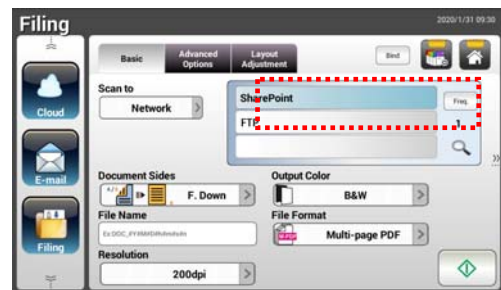 Filing
2020/1/31 09:30
Basic
Advanced
Options
Layout
Adjustment
Bind
Cloud
Scan to
Network
SharePoint
Freq.
FTP
1
E-mail
Document Sides
F. Down
Output Color
B&W
File Name
File Format
Multi-page PDF
Filing
Resolution
200dpi